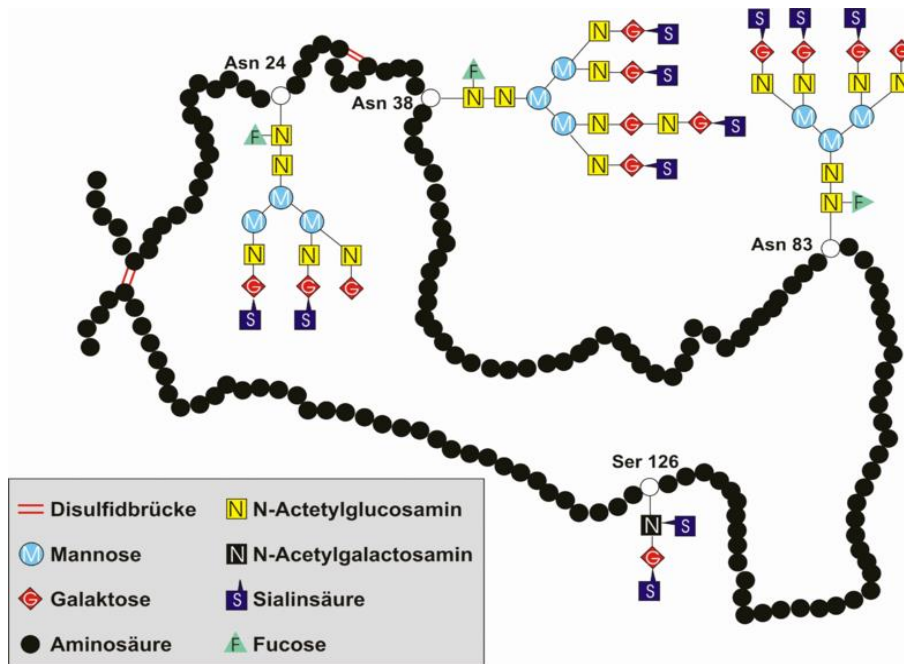 S S S
N G S
G G G G
Asn 24
F M N G S
N N N N
Asn 38
N N M
M M
M N G N G S
F N
M
N
N G S
N
M
N F
M M
Asn 83
N N N
G G G
S S
Ser 126
N S
G
S
Disulfidbrücke
N N-Actetylglucosamin
M Mannose
N N-Acetylgalactosamin
G Galaktose
S Sialinsäure
Aminosäure
F Fucose